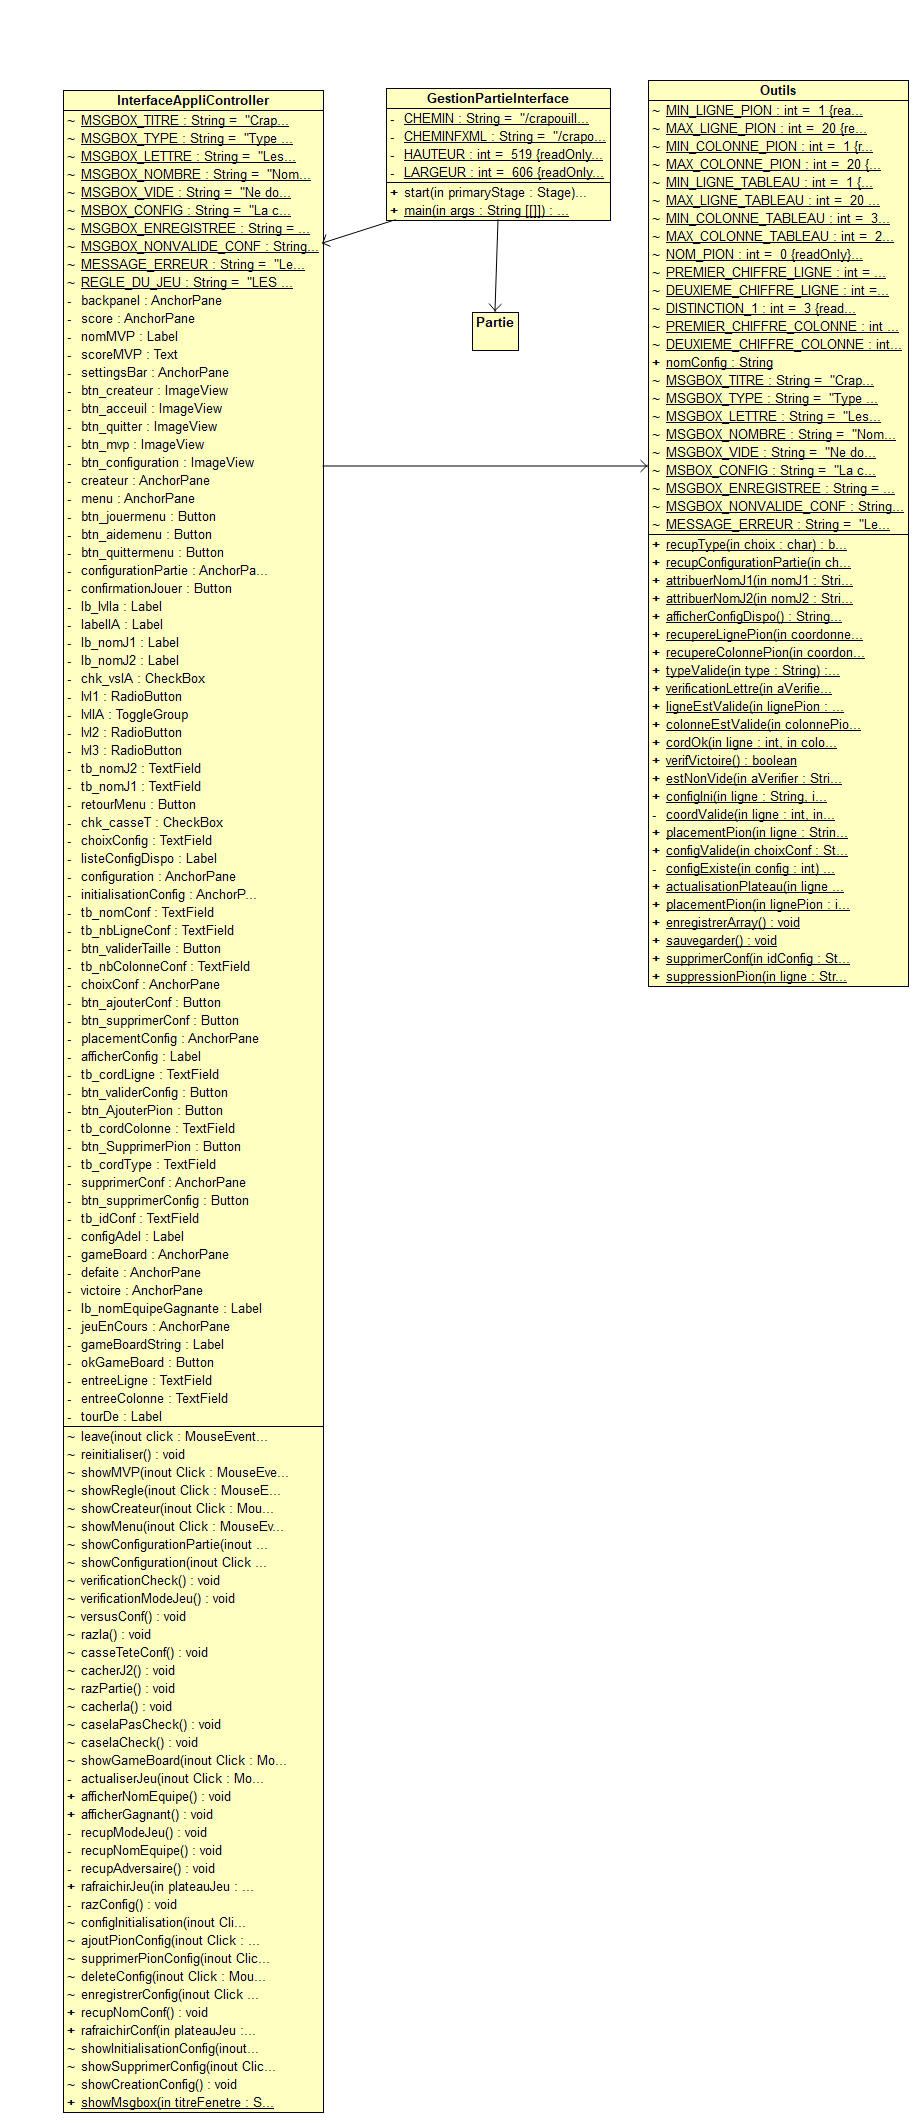 InterfaceAppliController
~ MSGBOX_TITRE : String = "Crap...
~ MSGBOX_TYPE : String = "Type ...
~ MSGBOX_LETTRE : String = "Les...
~ MSGBOX_NOMBRE : String = "Nom...
~ MSGBOX_VIDE : String = "Ne do...
~ MSBOX_CONFIG : String = "La c...
~ MSGBOX_ENREGISTREE : String = ...
~ MSGBOX_NONVALIDE_CONF : String...
~ MESSAGE_ERREUR : String = "Le...
~ REGLE_DU_JEU : String = "LES ...
- backpanel : AnchorPane
- score : AnchorPane
- nomMVP : Label
- scoreMVP : Text
- settingsBar : AnchorPane
- btn_createur : ImageView
- btn_acceuil : ImageView
- btn_quitter : ImageView
- btn_mvp : ImageView
- btn_configuration : ImageView
- createur : AnchorPane
- menu : AnchorPane
- btn_jouermenu : Button
- btn_aidemenu : Button
- btn_quittermenu : Button
- configurationPartie : AnchorPa...
- confirmationJouer : Button
- lb_lvlIa : Label
- labelIA : Label
- lb_nomJ1 : Label
- lb_nomJ2 : Label
- chk_vsIA : CheckBox
- lvl1 : RadioButton
- lvlIA : ToggleGroup
- lvl2 : RadioButton
- lvl3 : RadioButton
- tb_nomJ2 : TextField
- tb_nomJ1 : TextField
- retourMenu : Button
- chk_casseT : CheckBox
- choixConfig : TextField
- listeConfigDispo : Label
- configuration : AnchorPane
- initialisationConfig : AnchorP...
- tb_nomConf : TextField
- tb_nbLigneConf : TextField
- btn_validerTaille : Button
- tb_nbColonneConf : TextField
- choixConf : AnchorPane
- btn_ajouterConf : Button
- btn_supprimerConf : Button
- placementConfig : AnchorPane
- afficherConfig : Label
- tb_cordLigne : TextField
- btn_validerConfig : Button
- btn_AjouterPion : Button
- tb_cordColonne : TextField
- btn_SupprimerPion : Button
- tb_cordType : TextField
- supprimerConf : AnchorPane
- btn_supprimerConfig : Button
- tb_idConf : TextField
- configAdel : Label
- gameBoard : AnchorPane
- defaite : AnchorPane
- victoire : AnchorPane
- lb_nomEquipeGagnante : Label
- jeuEnCours : AnchorPane
- gameBoardString : Label
- okGameBoard : Button
- entreeLigne : TextField
- entreeColonne : TextField
- tourDe : Label
~ leave(inout click : MouseEvent...
~ reinitialiser() : void
~ showMVP(inout Click : MouseEve...
~ showRegle(inout Click : MouseE...
~ showCreateur(inout Click : Mou...
~ showMenu(inout Click : MouseEv...
~ showConfigurationPartie(inout ...
~ showConfiguration(inout Click ...
~ verificationCheck() : void
~ verificationModeJeu() : void
~ versusConf() : void
~ razIa() : void
~ casseTeteConf() : void
~ cacherJ2() : void
~ razPartie() : void
~ cacherIa() : void
~ caseIaPasCheck() : void
~ caseIaCheck() : void
~ showGameBoard(inout Click : Mo...
- actualiserJeu(inout Click : Mo...
+ afficherNomEquipe() : void
+ afficherGagnant() : void
- recupModeJeu() : void
- recupNomEquipe() : void
- recupAdversaire() : void
+ rafraichirJeu(in plateauJeu : ...
- razConfig() : void
~ configInitialisation(inout Cli...
~ ajoutPionConfig(inout Click : ...
~ supprimerPionConfig(inout Clic...
~ deleteConfig(inout Click : Mou...
~ enregistrerConfig(inout Click ...
+ recupNomConf() : void
+ rafraichirConf(in plateauJeu :...
~ showInitialisationConfig(inout...
~ showSupprimerConfig(inout Clic...
~ showCreationConfig() : void
+ showMsgbox(in titreFenetre : S...
GestionPartieInterface
- CHEMIN : String = "/crapouill...
- CHEMINFXML : String = "/crapo...
- HAUTEUR : int = 519 {readOnly...
- LARGEUR : int = 606 {readOnly...
+ start(in primaryStage : Stage)...
+ main(in args : String [[]]) : ...
Partie
Outils
~ MIN_LIGNE_PION : int = 1 {rea...
~ MAX_LIGNE_PION : int = 20 {re...
~ MIN_COLONNE_PION : int = 1 {r...
~ MAX_COLONNE_PION : int = 20 {...
~ MIN_LIGNE_TABLEAU : int = 1 {...
~ MAX_LIGNE_TABLEAU : int = 20 ...
~ MIN_COLONNE_TABLEAU : int = 3...
~ MAX_COLONNE_TABLEAU : int = 2...
~ NOM_PION : int = 0 {readOnly}...
~ PREMIER_CHIFFRE_LIGNE : int = ...
~ DEUXIEME_CHIFFRE_LIGNE : int =...
~ DISTINCTION_1 : int = 3 {read...
~ PREMIER_CHIFFRE_COLONNE : int ...
~ DEUXIEME_CHIFFRE_COLONNE : int...
+ nomConfig : String
~ MSGBOX_TITRE : String = "Crap...
~ MSGBOX_TYPE : String = "Type ...
~ MSGBOX_LETTRE : String = "Les...
~ MSGBOX_NOMBRE : String = "Nom...
~ MSGBOX_VIDE : String = "Ne do...
~ MSBOX_CONFIG : String = "La c...
~ MSGBOX_ENREGISTREE : String = ...
~ MSGBOX_NONVALIDE_CONF : String...
~ MESSAGE_ERREUR : String = "Le...
+ recupType(in choix : char) : b...
+ recupConfigurationPartie(in ch...
+ attribuerNomJ1(in nomJ1 : Stri...
+ attribuerNomJ2(in nomJ2 : Stri...
+ afficherConfigDispo() : String...
+ recupereLignePion(in coordonne...
+ recupereColonnePion(in coordon...
+ typeValide(in type : String) :...
+ verificationLettre(in aVerifie...
+ ligneEstValide(in lignePion : ...
+ colonneEstValide(in colonnePio...
+ cordOk(in ligne : int, in colo...
+ verifVictoire() : boolean
+ estNonVide(in aVerifier : Stri...
+ configIni(in ligne : String, i...
- coordValide(in ligne : int, in...
+ placementPion(in ligne : Strin...
+ configValide(in choixConf : St...
- configExiste(in config : int) ...
+ actualisationPlateau(in ligne ...
+ placementPion(in lignePion : i...
+ enregistrerArray() : void
+ sauvegarder() : void
+ supprimerConf(in idConfig : St...
+ suppressionPion(in ligne : Str...